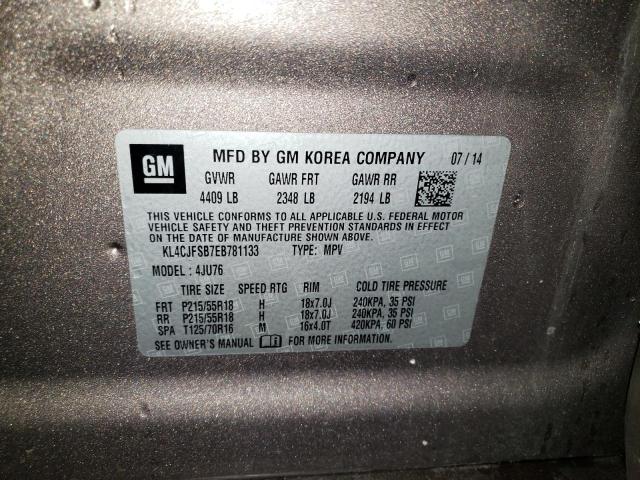 GM MFD BY GM KOREA COMPANY 07/14
GVWR GAWR FRT GAWR RR
4409 LB 2348 LB 2194 LB
THIS VEHICLE CONFORMS TO ALL APPLICABLE U.S. FEDERAL MOTOR
VEHICLE SAFETY AND THEFT PREVENTION STANDARDS IN EFFECT ON
THE DATE OF MANUFACTURE SHOWN ABOVE.
KL4CJFSB7EB781133 TYPE: MPV
MODEL: 4JU76
TIRE SIZE SPEED RTG RIM COLD TIRE PRESSURE
FRT P215/55R18 H 18x7.0J 240KPA, 35 PSI
RR P215/55R18 H 18x7.0J 240KPA, 35 PSI
SPA T125/70R16 M 16x4.0T 420KPA, 60 PSI
SEE OWNER'S MANUAL FOR MORE INFORMATION.